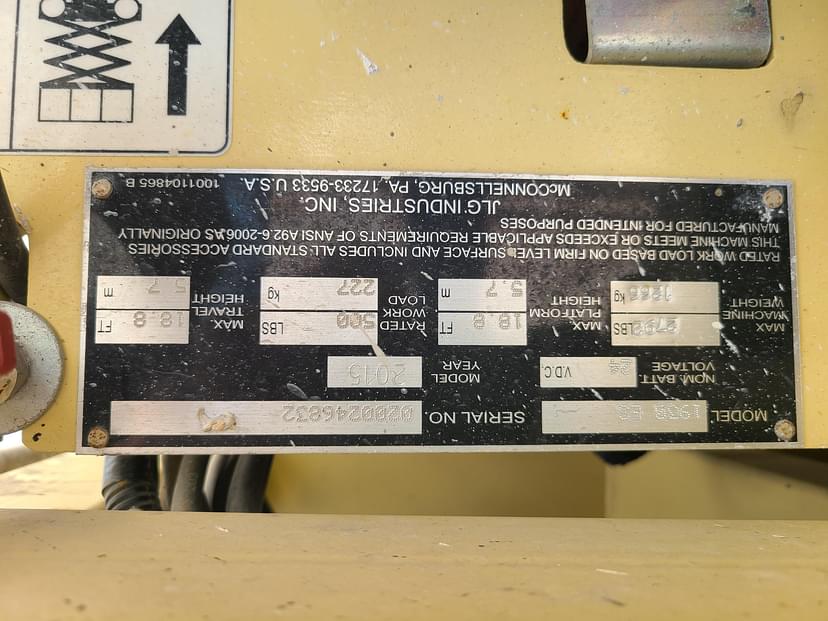 MODEL 1930 ES SERIAL NO. 0200246832
NOM. BATT. VOLTAGE 24 V.D.C. MODEL YEAR 2015
MAX MACHINE WEIGHT LBS kg
MAX PLATFORM HEIGHT 18.8 FT 5.7 m
RATED WORK LOAD 500 LBS 227 kg
MAX. TRAVEL HEIGHT 18.8 FT 5.7 m
RATED WORK LOAD BASED ON FIRM LEVEL SURFACE AND INCLUDES ALL STANDARD ACCESSORIES
THIS MACHINE MEETS OR EXCEEDS APPLICABLE REQUIREMENTS OF ANSI A92.6-2006 AS ORIGINALLY
MANUFACTURED FOR INTENDED PURPOSES
JLG INDUSTRIES, INC.
McCONNELLSBURG, PA. 17233-9533 U.S.A. 1001104865 B